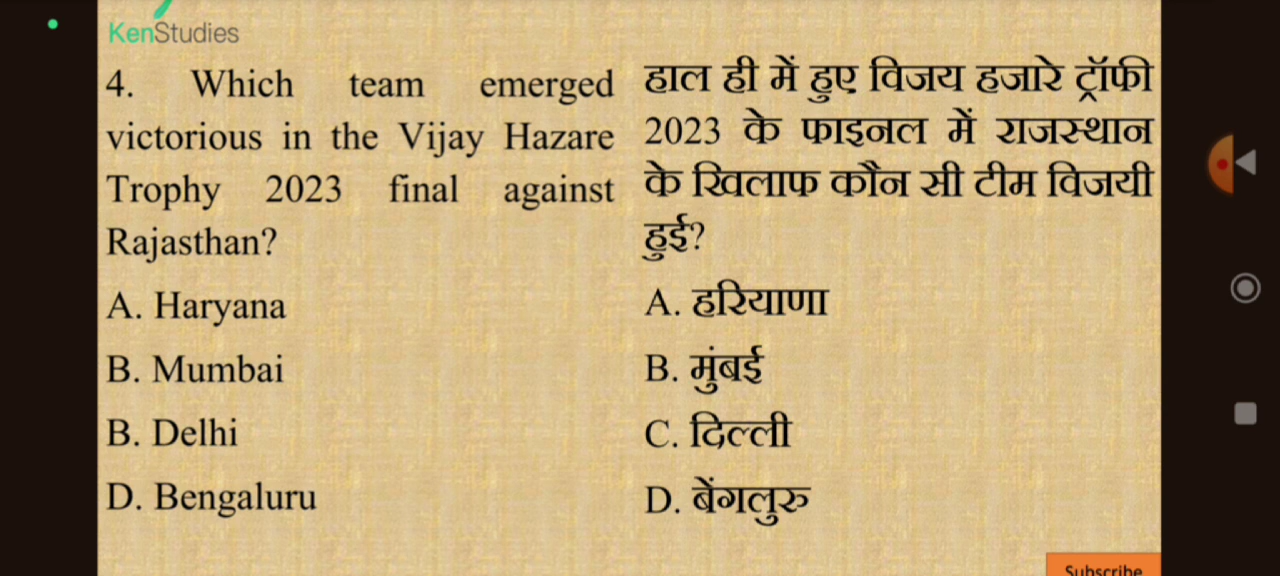 KenStudies
4. Which team emerged
victorious in the Vijay Hazare
Trophy 2023 final against
Rajasthan?
A. Haryana
B. Mumbai
B. Delhi
D. Bengaluru
हाल ही में हुए विजय हजारे ट्रॉफी
2023 के फाइनल में राजस्थान
के खिलाफ कौन सी टीम विजयी
हुई?
A. हरियाणा
B. मुंबई
C. दिल्ली
D. बेंगलुरु
Subscribe